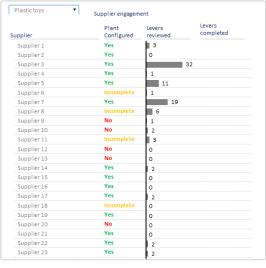 Plastic toys
Supplier engagement
Supplier Plant Configured Levers reviewed Levers completed
Supplier 1 Yes 3
Supplier 2 Yes 0
Supplier 3 Yes 32
Supplier 4 Yes 1
Supplier 5 Yes 11
Supplier 6 Incomplete 1
Supplier 7 Yes 19
Supplier 8 Incomplete 6
Supplier 9 No 1
Supplier 10 No 2
Supplier 11 Incomplete 3
Supplier 12 No 0
Supplier 13 No 0
Supplier 14 Yes 2
Supplier 15 Yes 0
Supplier 16 Yes 0
Supplier 17 Yes 2
Supplier 18 Incomplete 0
Supplier 19 Yes 0
Supplier 20 No 0
Supplier 21 Yes 0
Supplier 22 Yes 2
Supplier 23 Yes 2